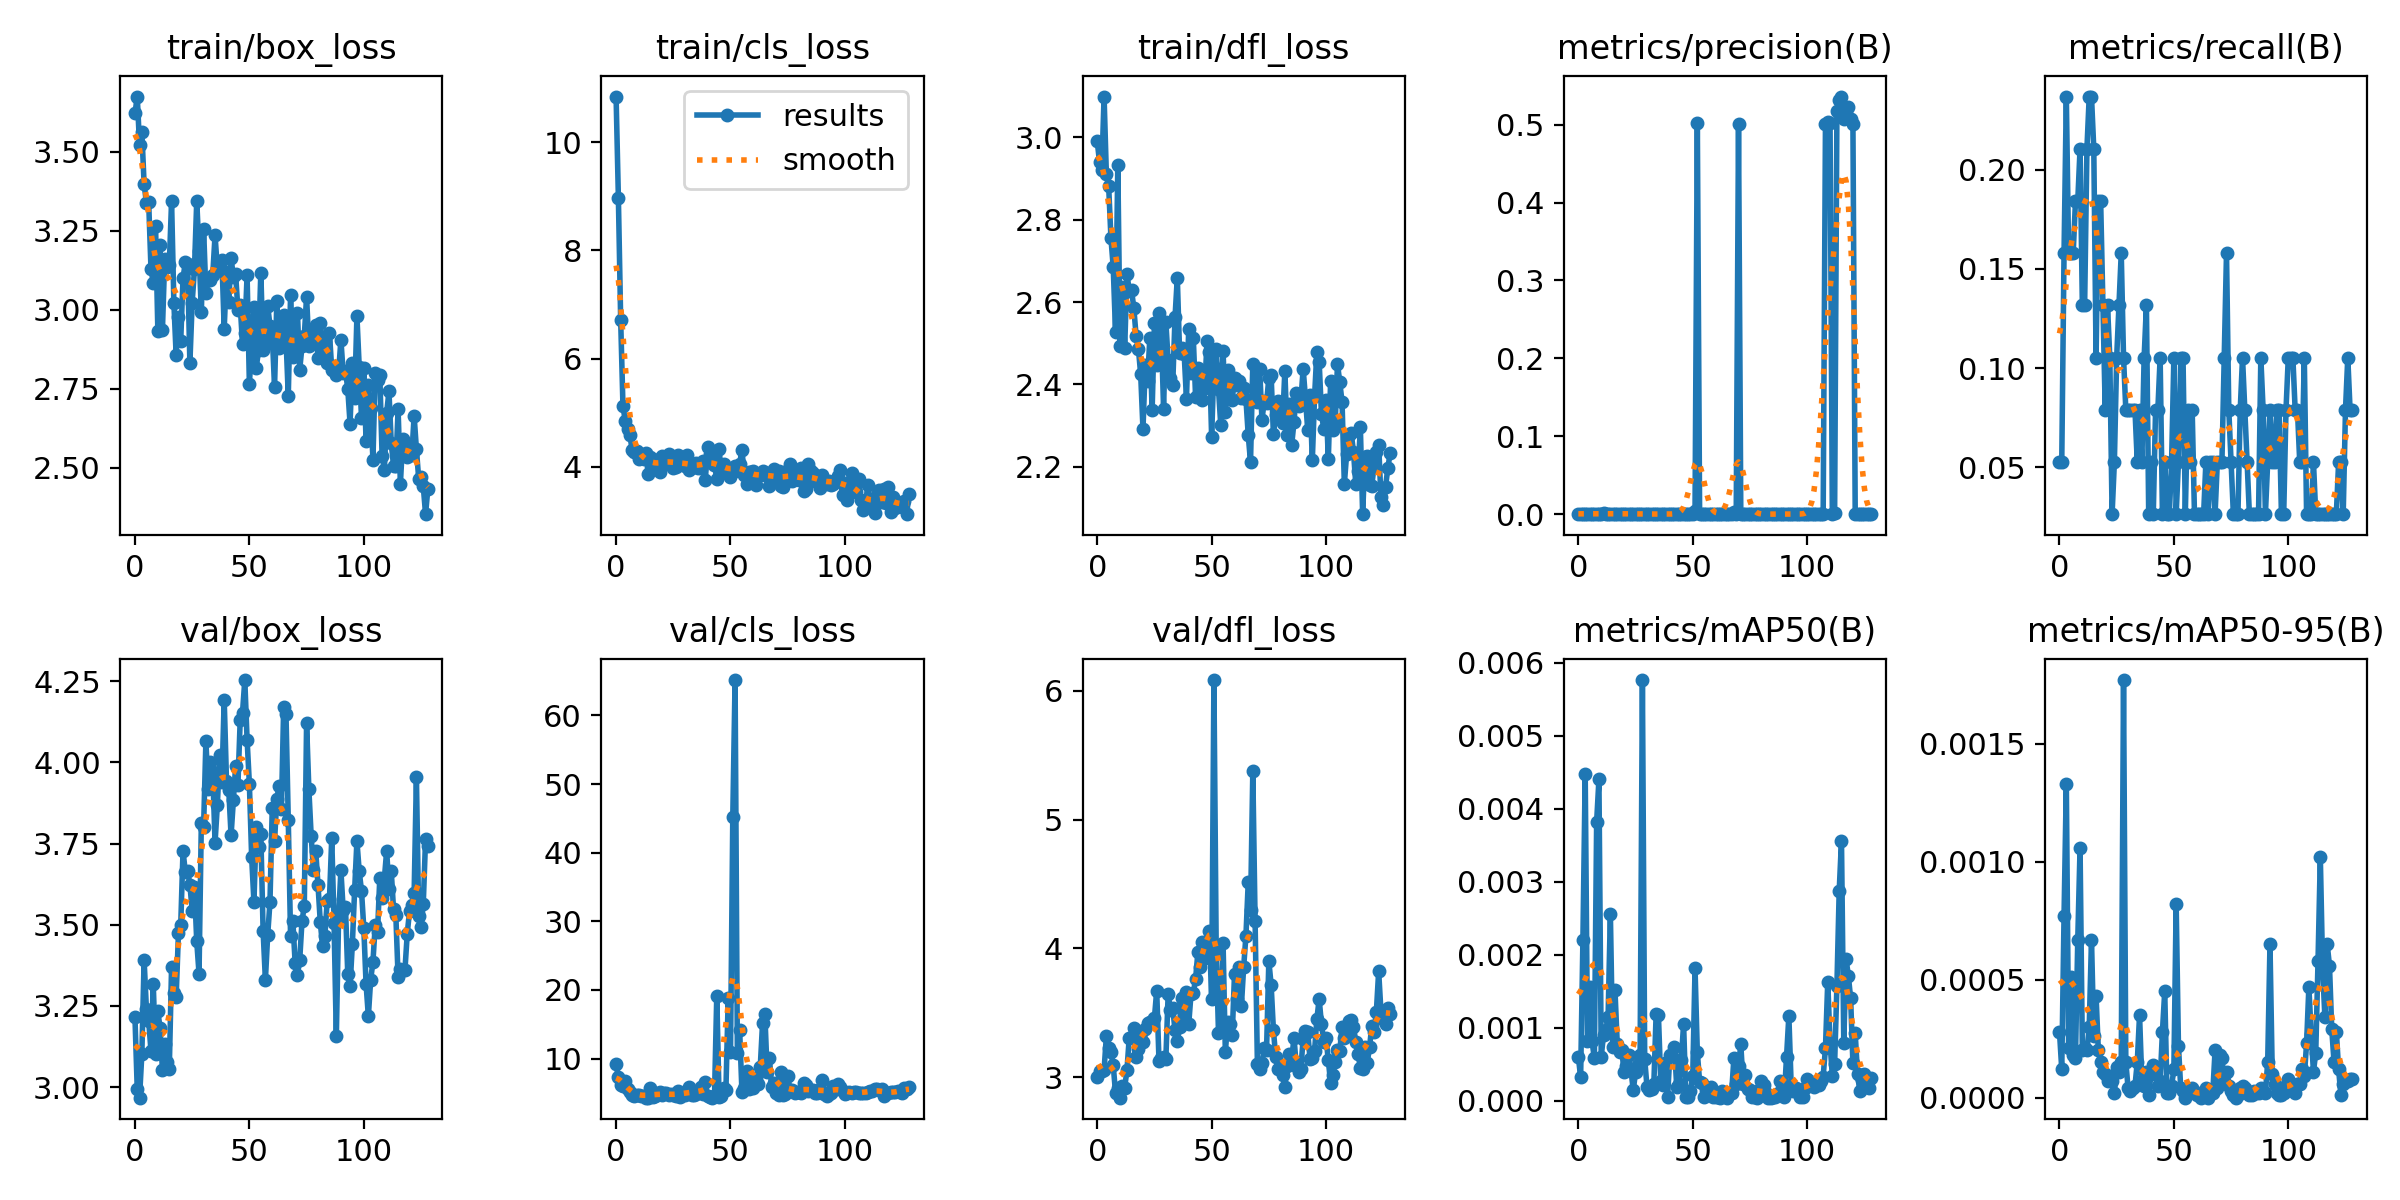 train/box_loss
3.50
3.25
3.00
2.75
2.50
0 50 100
train/cls_loss
results
smooth
10
8
6
4
0 50 100
train/dfl_loss
3.0
2.8
2.6
2.4
2.2
0 50 100
metrics/precision(B)
0.5
0.4
0.3
0.2
0.1
0.0
0 50 100
metrics/recall(B)
0.20
0.15
0.10
0.05
0 50 100
val/box_loss
4.25
4.00
3.75
3.50
3.25
3.00
0 50 100
val/cls_loss
60
50
40
30
20
10
0 50 100
val/dfl_loss
6
5
4
3
0 50 100
metrics/mAP50(B)
0.006
0.005
0.004
0.003
0.002
0.001
0.000
0 50 100
metrics/mAP50-95(B)
0.0015
0.0010
0.0005
0.0000
0 50 100